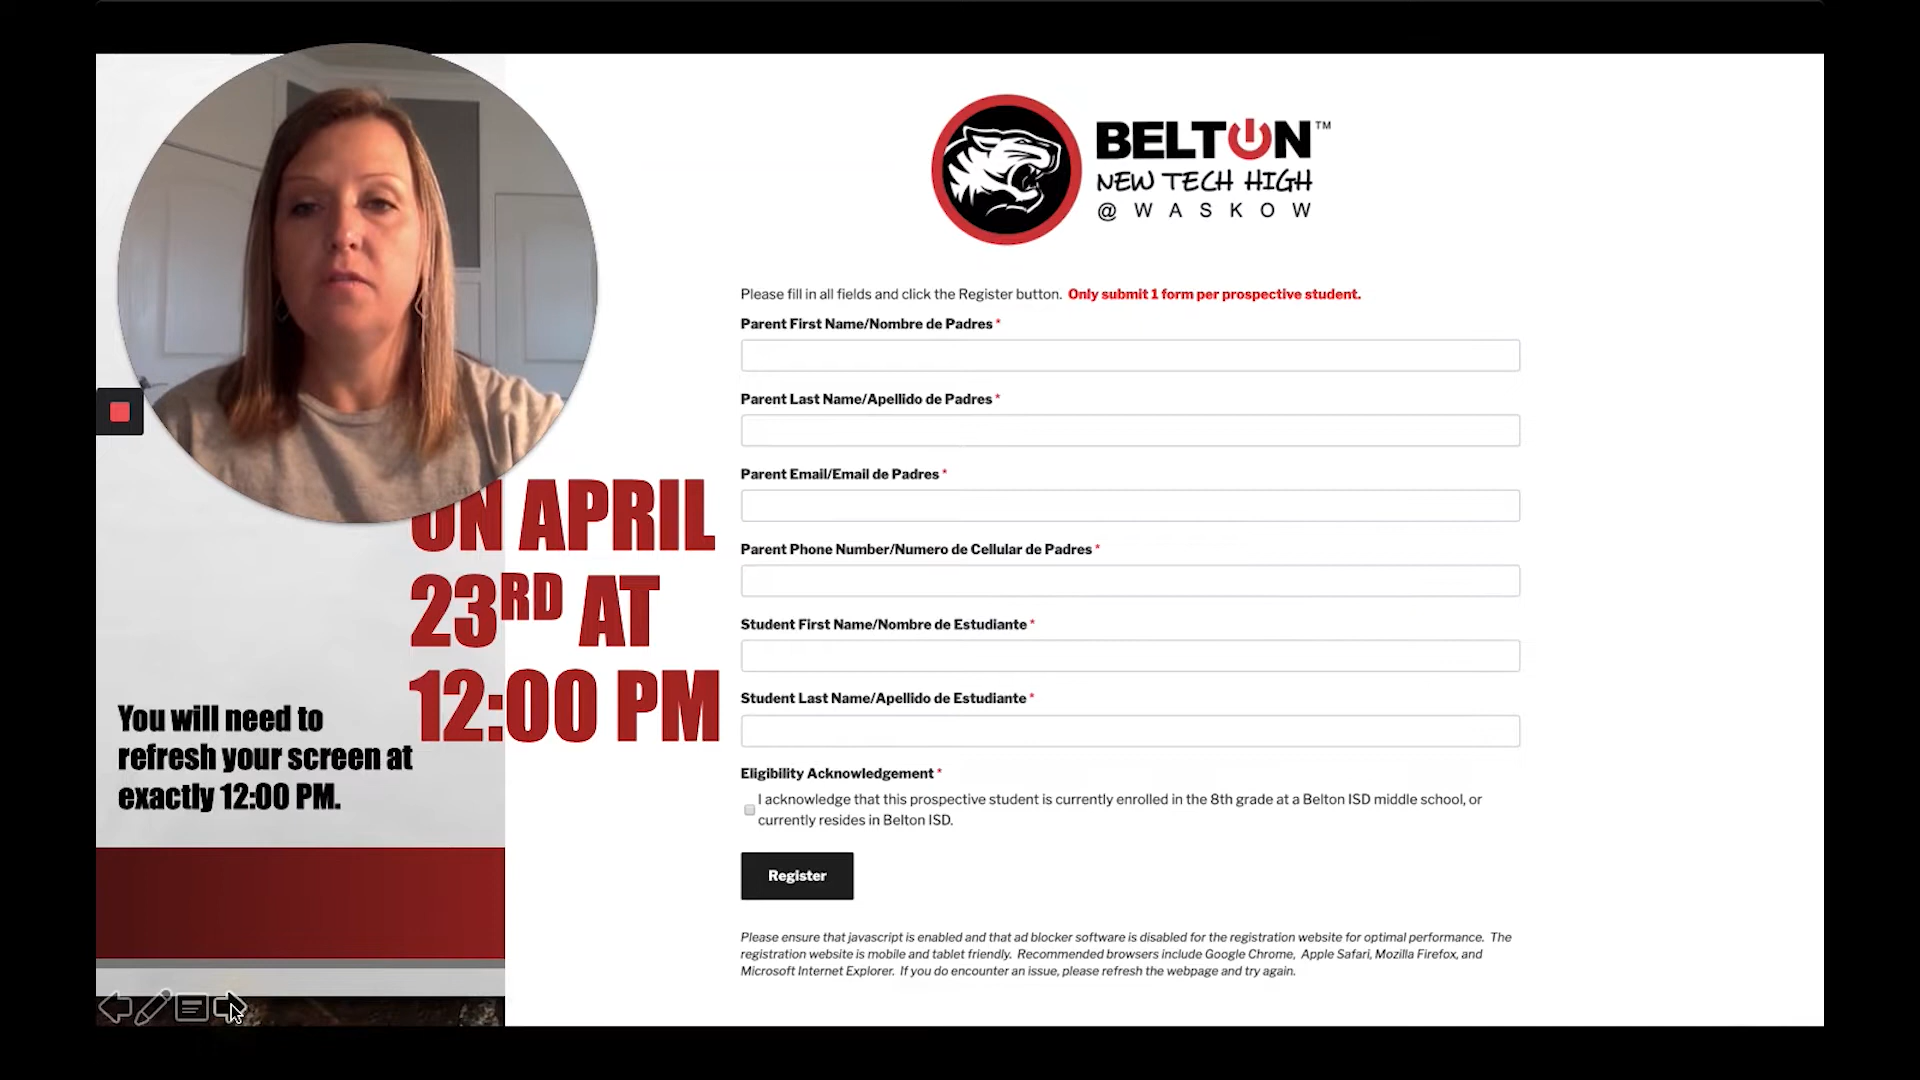 BELTON™
NEW TECH HIGH
@ WASKOW
ON APRIL
23RD AT
12:00 PM
You will need to
refresh your screen at
exactly 12:00 PM.
Please fill in all fields and click the Register button. Only submit 1 form per prospective student.
Parent First Name/Nombre de Padres *
Parent Last Name/Apellido de Padres *
Parent Email/Email de Padres *
Parent Phone Number/Numero de Cellular de Padres *
Student First Name/Nombre de Estudiante *
Student Last Name/Apellido de Estudiante *
Eligibility Acknowledgement *
I acknowledge that this prospective student is currently enrolled in the 8th grade at a Belton ISD middle school, or
currently resides in Belton ISD.
Register
Please ensure that javascript is enabled and that ad blocker software is disabled for the registration website for optimal performance. The
registration website is mobile and tablet friendly. Recommended browsers include Google Chrome, Apple Safari, Mozilla Firefox, and
Microsoft Internet Explorer. If you do encounter an issue, please refresh the webpage and try again.